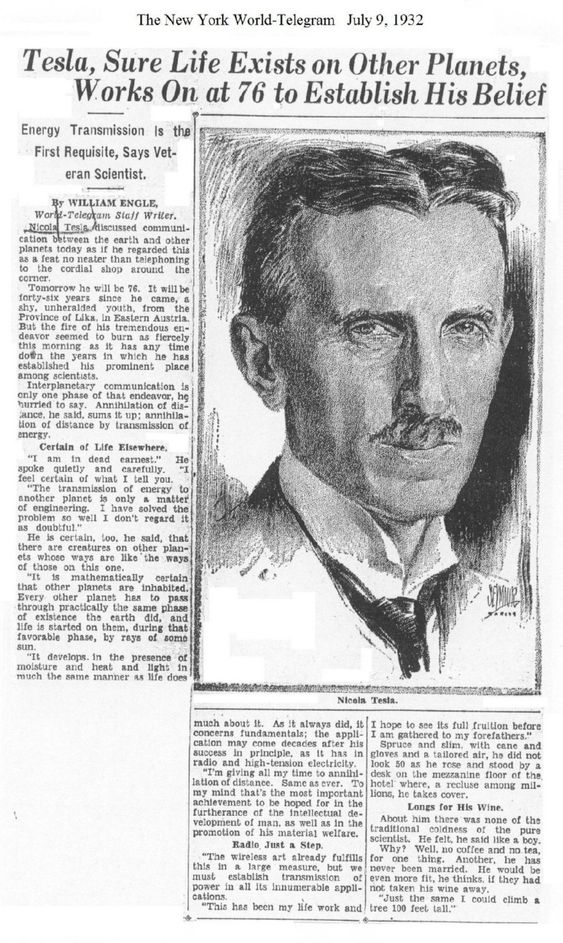 The New York World-Telegram July 9, 1932
Tesla, Sure Life Exists on Other Planets,
Works On at 76 to Establish His Belief
Energy Transmission Is the
First Requisite, Says Vet-
eran Scientist.
By WILLIAM ENGLE,
World-Telegram Staff Writer.
Nicola Tesla discussed communi-
cation between the earth and other
planets today as if he regarded this
as a feat no neater than telephoning
to the cordial shop around the
corner.
Tomorrow he will be 76. It will be
forty-six years since he came, a
shy, unheralded youth, from the
Province of Lika, in Eastern Austria.
But the fire of his tremendous en-
deavor seemed to burn as fiercely
this morning as it has any time
down the years in which he has
established his prominent place
among scientists.
Interplanetary communication is
only one phase of that endeavor, he
hurried to say. Annihilation of dis-
tance, he said, sums it up; annihila-
tion of distance by transmission of
energy.
Certain of Life Elsewhere.
"I am in dead earnest." He
spoke quietly and carefully. "I
feel certain of what I tell you.
"The transmission of energy to
another planet is only a matter
of engineering. I have solved the
problem so well I don't regard it
as doubtful."
He is certain, too, he said, that
there are creatures on other plan-
ets whose ways are like the ways
of those on this one.
"It is mathematically certain
that other planets are inhabited.
Every other planet has to pass
through practically the same phase
of existence the earth did, and
life is started on them, during that
favorable phase, by rays of some
sun.
"It develops in the presence of
moisture and heat and light in
much the same manner as life does
Nicola Tesla.
much about it. As it always did, it
concerns fundamentals; the appli-
cation may come decades after his
success in principle, as it has in
radio and high-tension electricity.
"I'm giving all my time to annihi-
lation of distance. Same as ever. To
my mind that's the most important
achievement to be hoped for in the
furtherance of the intellectual de-
velopment of man, as well as in the
promotion of his material welfare.
Radio Just a Step.
"The wireless art already fulfills
this in a large measure, but we
must establish transmission of
power in all its innumerable appli-
cations.
"This has been my life work and
I hope to see its full fruition before
I am gathered to my forefathers."
Spruce and slim, with cane and
gloves and a tailored air, he did not
look 50 as he rose and stood by a
desk on the mezzanine floor of the
hotel where, a recluse among mil-
lions, he takes cover.
Longs for His Wine.
About him there was none of the
traditional coldness of the pure
scientist. He felt, he said like a boy.
Why? Well, no coffee and no tea,
for one thing. Another, he has
never been married. He would be
even more fit, he thinks, if they had
not taken his wine away.
"Just the same I could climb a
tree 100 feet tall."